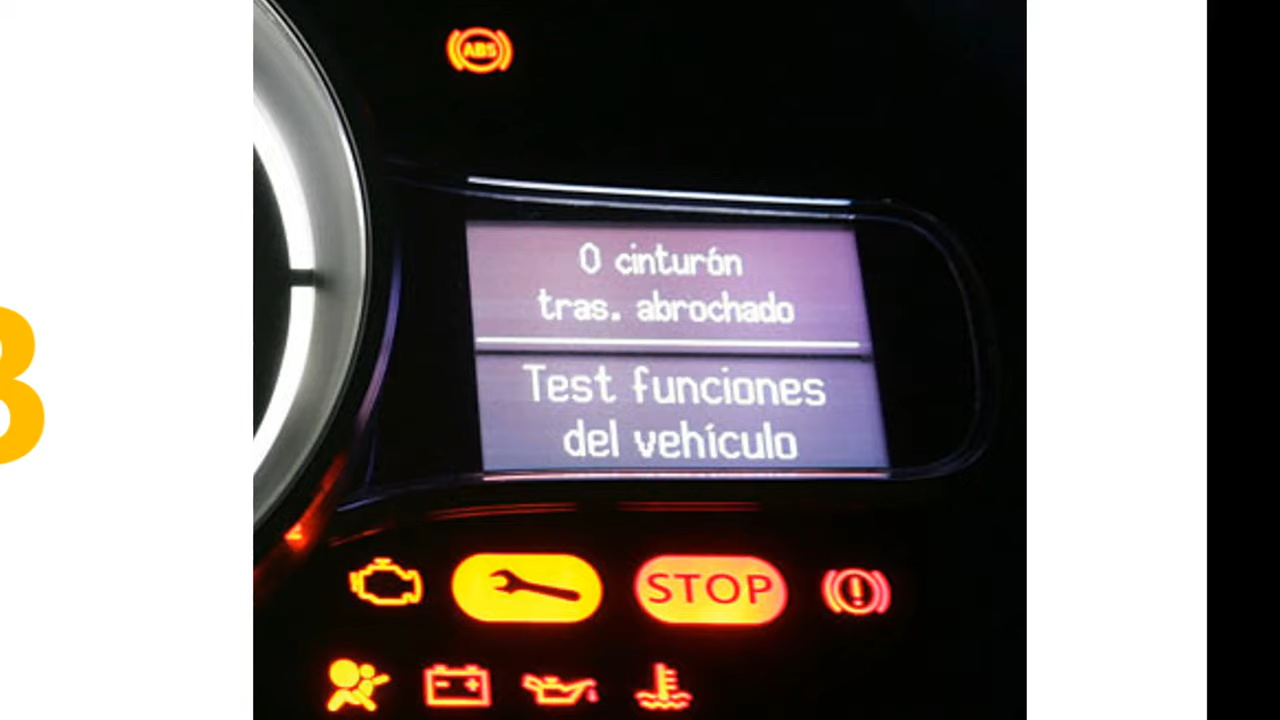 ABS
0 cinturón
tras. abrochado
Test funciones
del vehículo
STOP